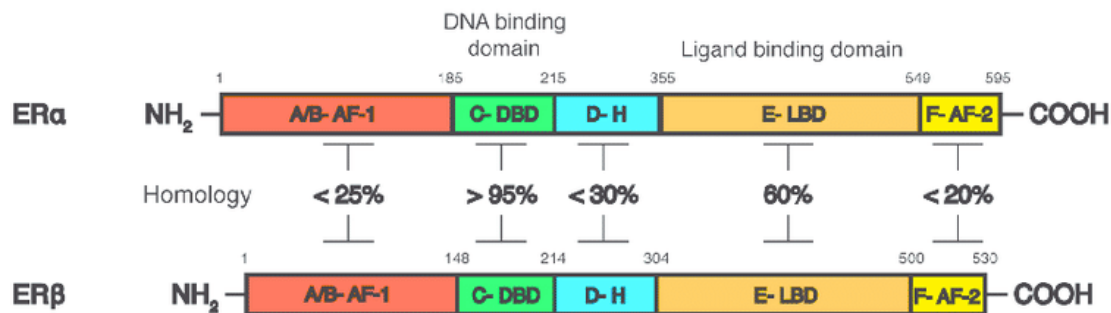 DNA binding
domain
Ligand binding domain
1 185 215 355 649 595
ERα NH2 A/B- AF-1 C- DBD D- H E- LBD F- AF-2 COOH
Homology < 25% > 95% < 30% 60% < 20%
1 148 214 304 500 530
ERβ NH2 A/B- AF-1 C- DBD D- H E- LBD F- AF-2 COOH